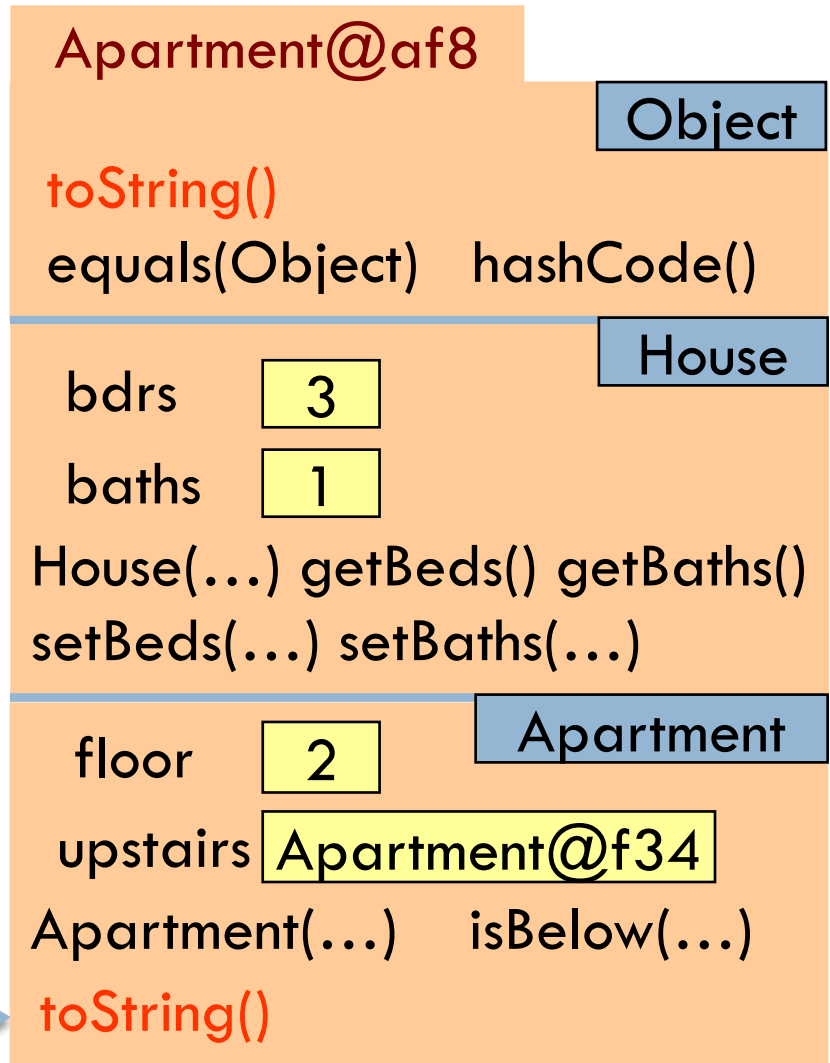 Apartment@af8
Object
toString()
equals(Object) hashCode()
House
bdrs 3
baths 1
House(...) getBeds() getBaths()
setBeds(...) setBaths(...)
Apartment
floor 2
upstairs Apartment@f34
Apartment(...) isBelow(...)
toString()